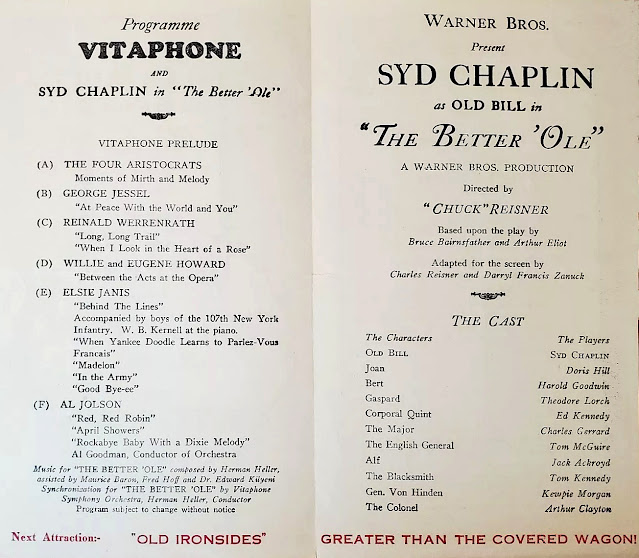 Programme
VITAPHONE
AND
SYD CHAPLIN in "The Better 'Ole"
VITAPHONE PRELUDE
(A) THE FOUR ARISTOCRATS
Moments of Mirth and Melody
(B) GEORGE JESSEL
"At Peace With the World and You"
(C) REINALD WERRENRATH
"Long, Long Trail"
"When I Look in the Heart of a Rose"
(D) WILLIE and EUGENE HOWARD
"Between the Acts at the Opera"
(E) ELSIE JANIS
"Behind The Lines"
Accompanied by boys of the 107th New York
Infantry. W. B. Kernell at the piano.
"When Yankee Doodle Learns to Parlez-Vous
Francais"
"Madelon"
"In the Army"
"Good Bye-ee"
(F) AL JOLSON
"Red, Red Robin"
"April Showers"
"Rockabye Baby With a Dixie Melody"
Al Goodman, Conductor of Orchestra
Music for "THE BETTER 'OLE" composed by Herman Heller,
assisted by Maurice Baron, Fred Hoff and Dr. Edward Kilyeni
Synchronization for "THE BETTER 'OLE" by Vitaphone
Symphony Orchestra, Herman Heller, Conductor
Program subject to change without notice
Next Attraction:- "OLD IRONSIDES"
WARNER BROS.
Present
SYD CHAPLIN
as OLD BILL in
"THE BETTER 'OLE"
A WARNER BROS. PRODUCTION
Directed by
"CHUCK" REISNER
Based upon the play by
Bruce Bairnsfather and Arthur Eliot
Adapted for the screen by
Charles Reisner and Darryl Francis Zanuck
THE CAST
The Characters The Players
OLD BILL SYD CHAPLIN
Joan Doris Hill
Bert Harold Goodwin
Gaspard Theodore Lorch
Corporal Quint Ed Kennedy
The Major Charles Gerrard
The English General Tom McGuire
Alf Jack Ackroyd
The Blacksmith Tom Kennedy
Gen. Von Hinden Kewpie Morgan
The Colonel Arthur Clayton
GREATER THAN THE COVERED WAGON!